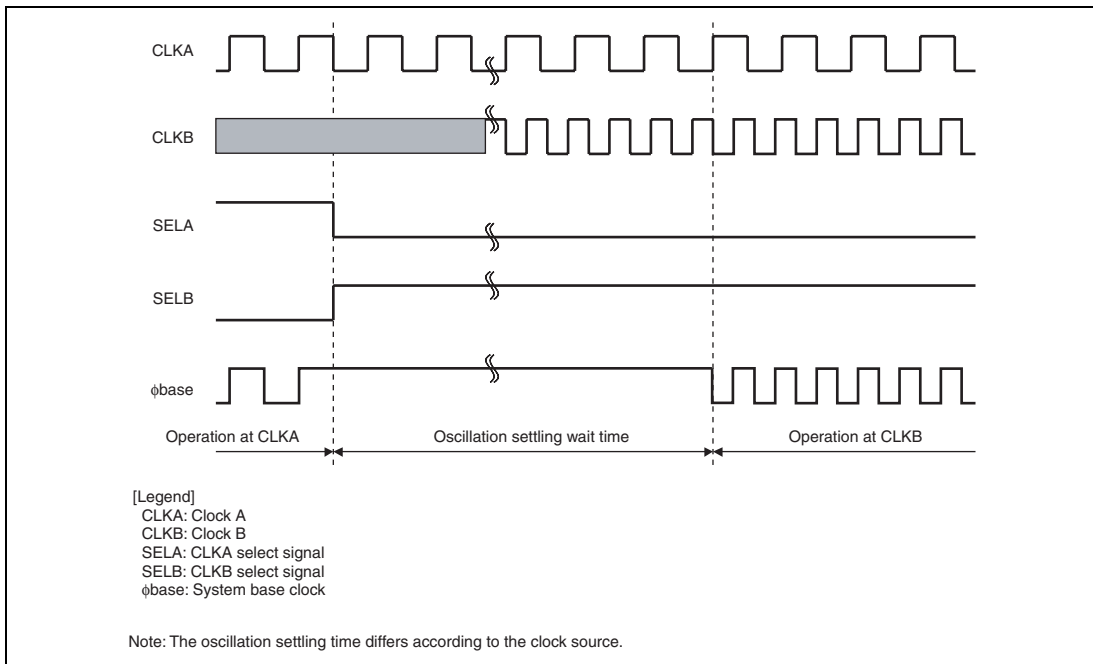 CLKA
CLKB
SELA
SELB
ϕbase
Operation at CLKA
Oscillation settling wait time
Operation at CLKB
[Legend]
CLKA: Clock A
CLKB: Clock B
SELA: CLKA select signal
SELB: CLKB select signal
ϕbase: System base clock
Note: The oscillation settling time differs according to the clock source.